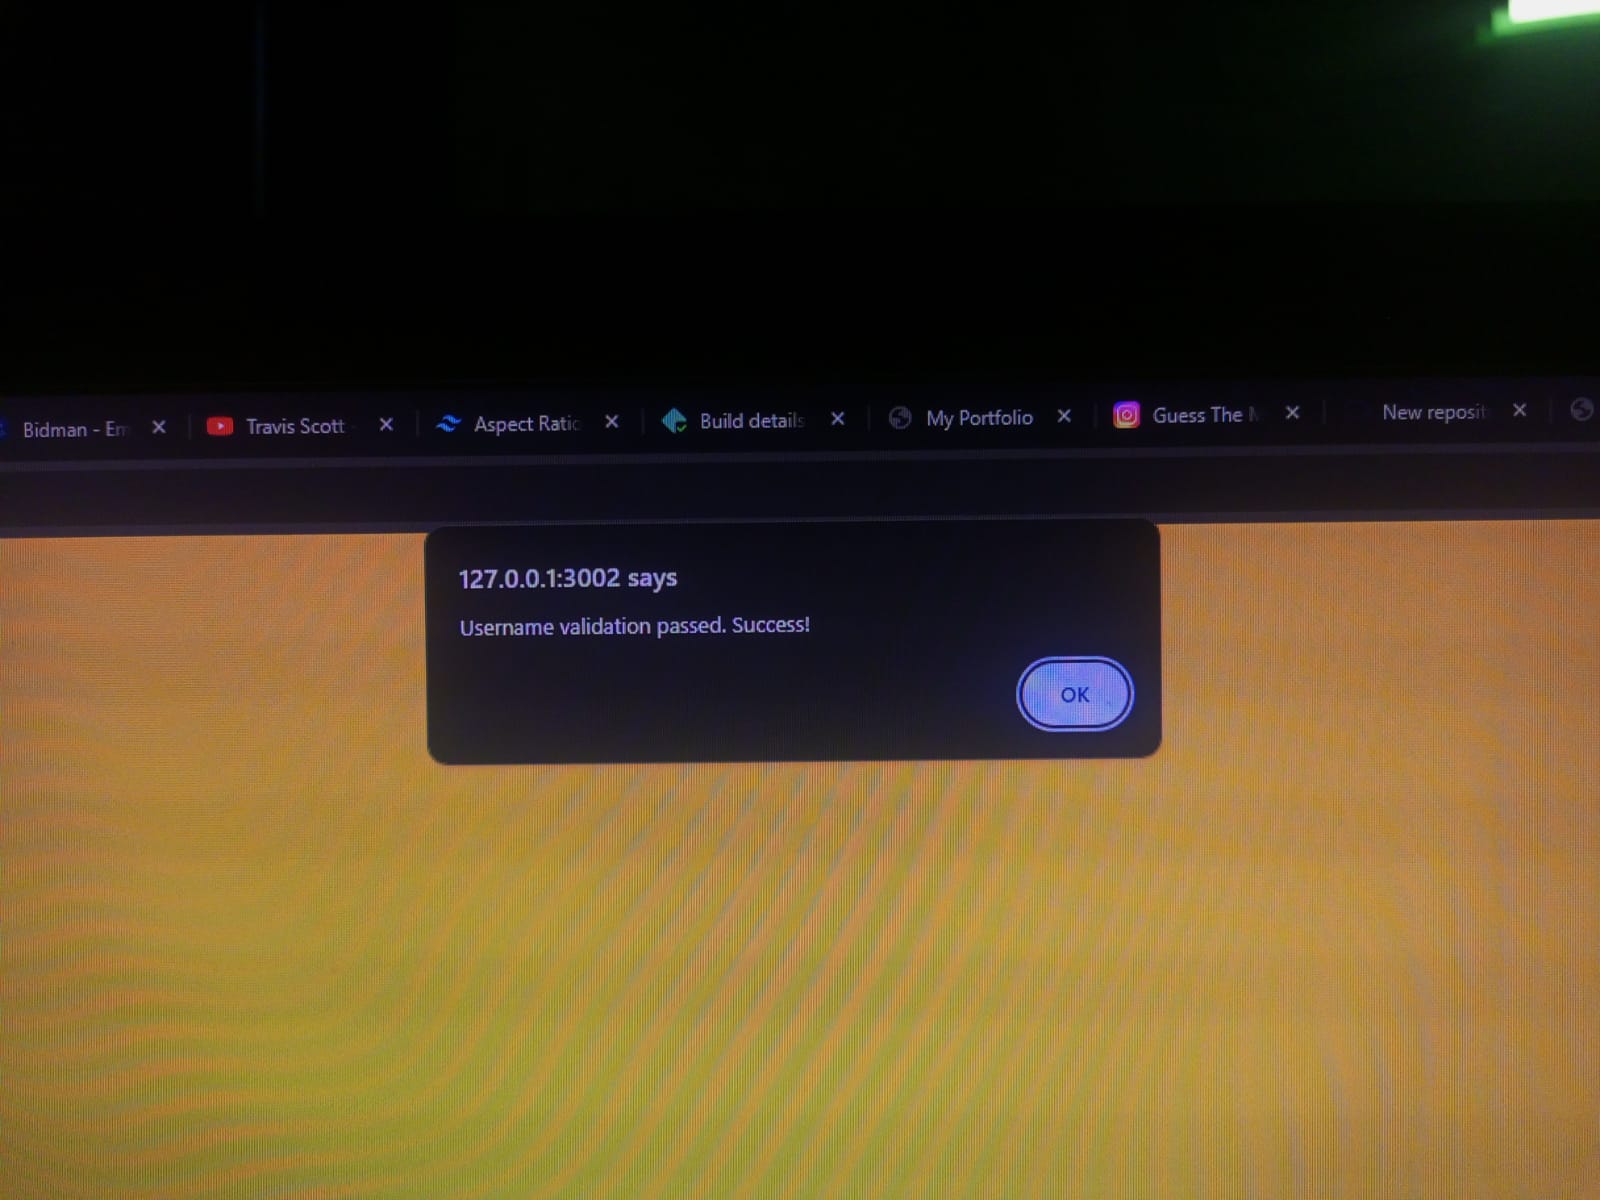 Bidman - Em
Travis Scott
Aspect Ratio
Build details
My Portfolio
Guess The
New reposit
127.0.0.1:3002 says
Username validation passed. Success!
OK